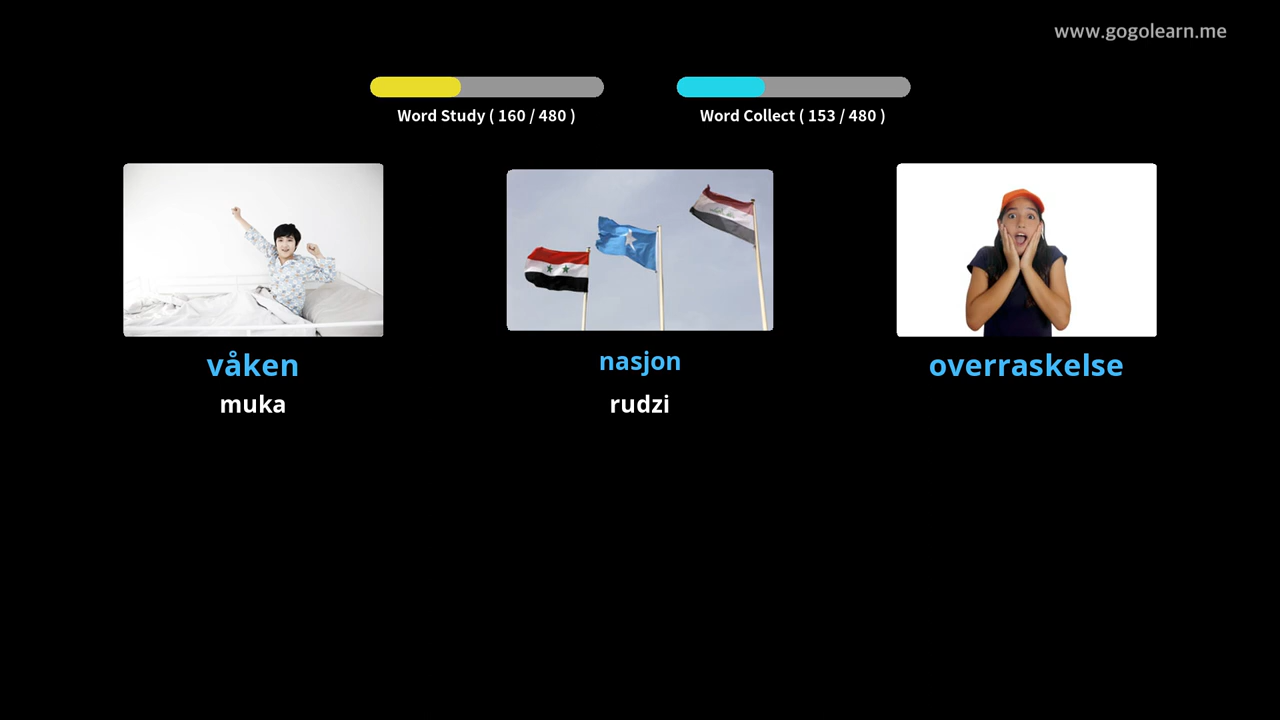 www.gogolearn.me
Word Study ( 160 / 480 )
Word Collect ( 153 / 480 )
våken
muka
nasjon
rudzi
overraskelse